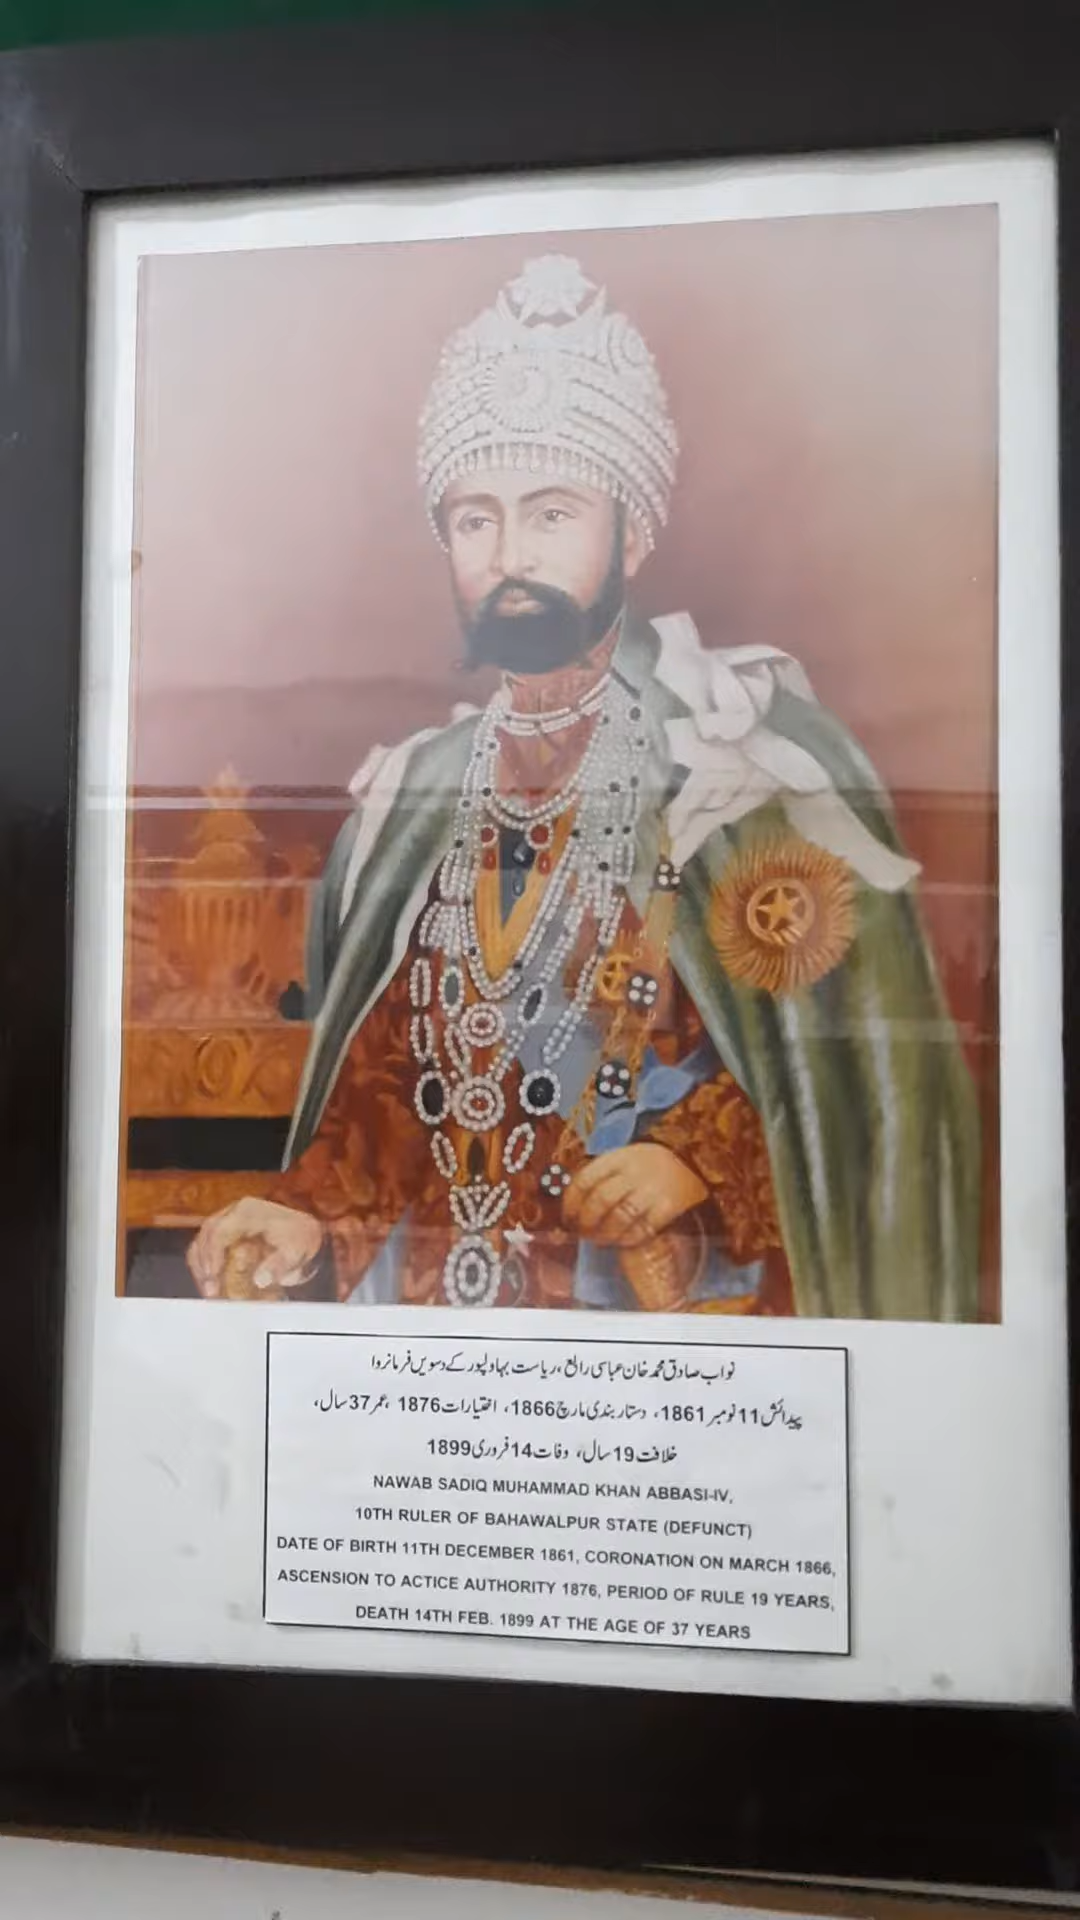 نواب صادق محمد خان عباسی رابع، ریاست بہاولپور کے دسویں فرمانروا
پیدائش 11 نومبر 1861، دستار بندی مارچ 1866، اختیارات 1876 ،عمر 37 سال،
خلافت 19 سال، وفات 14 فروری 1899
NAWAB SADIQ MUHAMMAD KHAN ABBASI-IV,
10TH RULER OF BAHAWALPUR STATE (DEFUNCT)
DATE OF BIRTH 11TH DECEMBER 1861, CORONATION ON MARCH 1866,
ASCENSION TO ACTICE AUTHORITY 1876, PERIOD OF RULE 19 YEARS,
DEATH 14TH FEB. 1899 AT THE AGE OF 37 YEARS